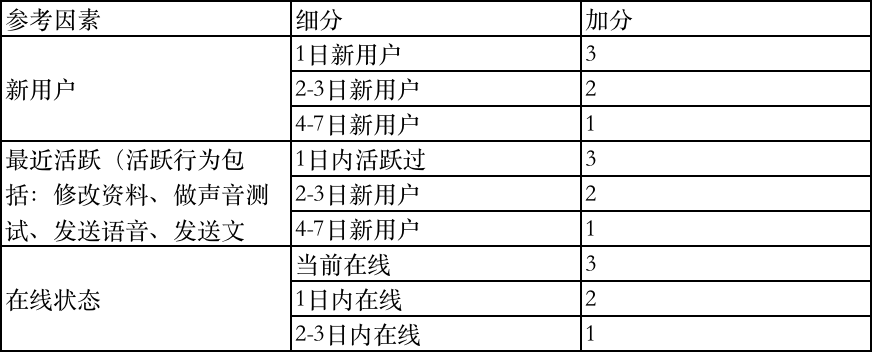 参考因素 细分 加分
新用户
1日新用户 3
2-3日新用户 2
4-7日新用户 1
最近活跃（活跃行为包
括：修改资料、做声音测
试、发送语音、发送文
1日内活跃过 3
2-3日新用户 2
4-7日新用户 1
在线状态
当前在线 3
1日内在线 2
2-3日内在线 1